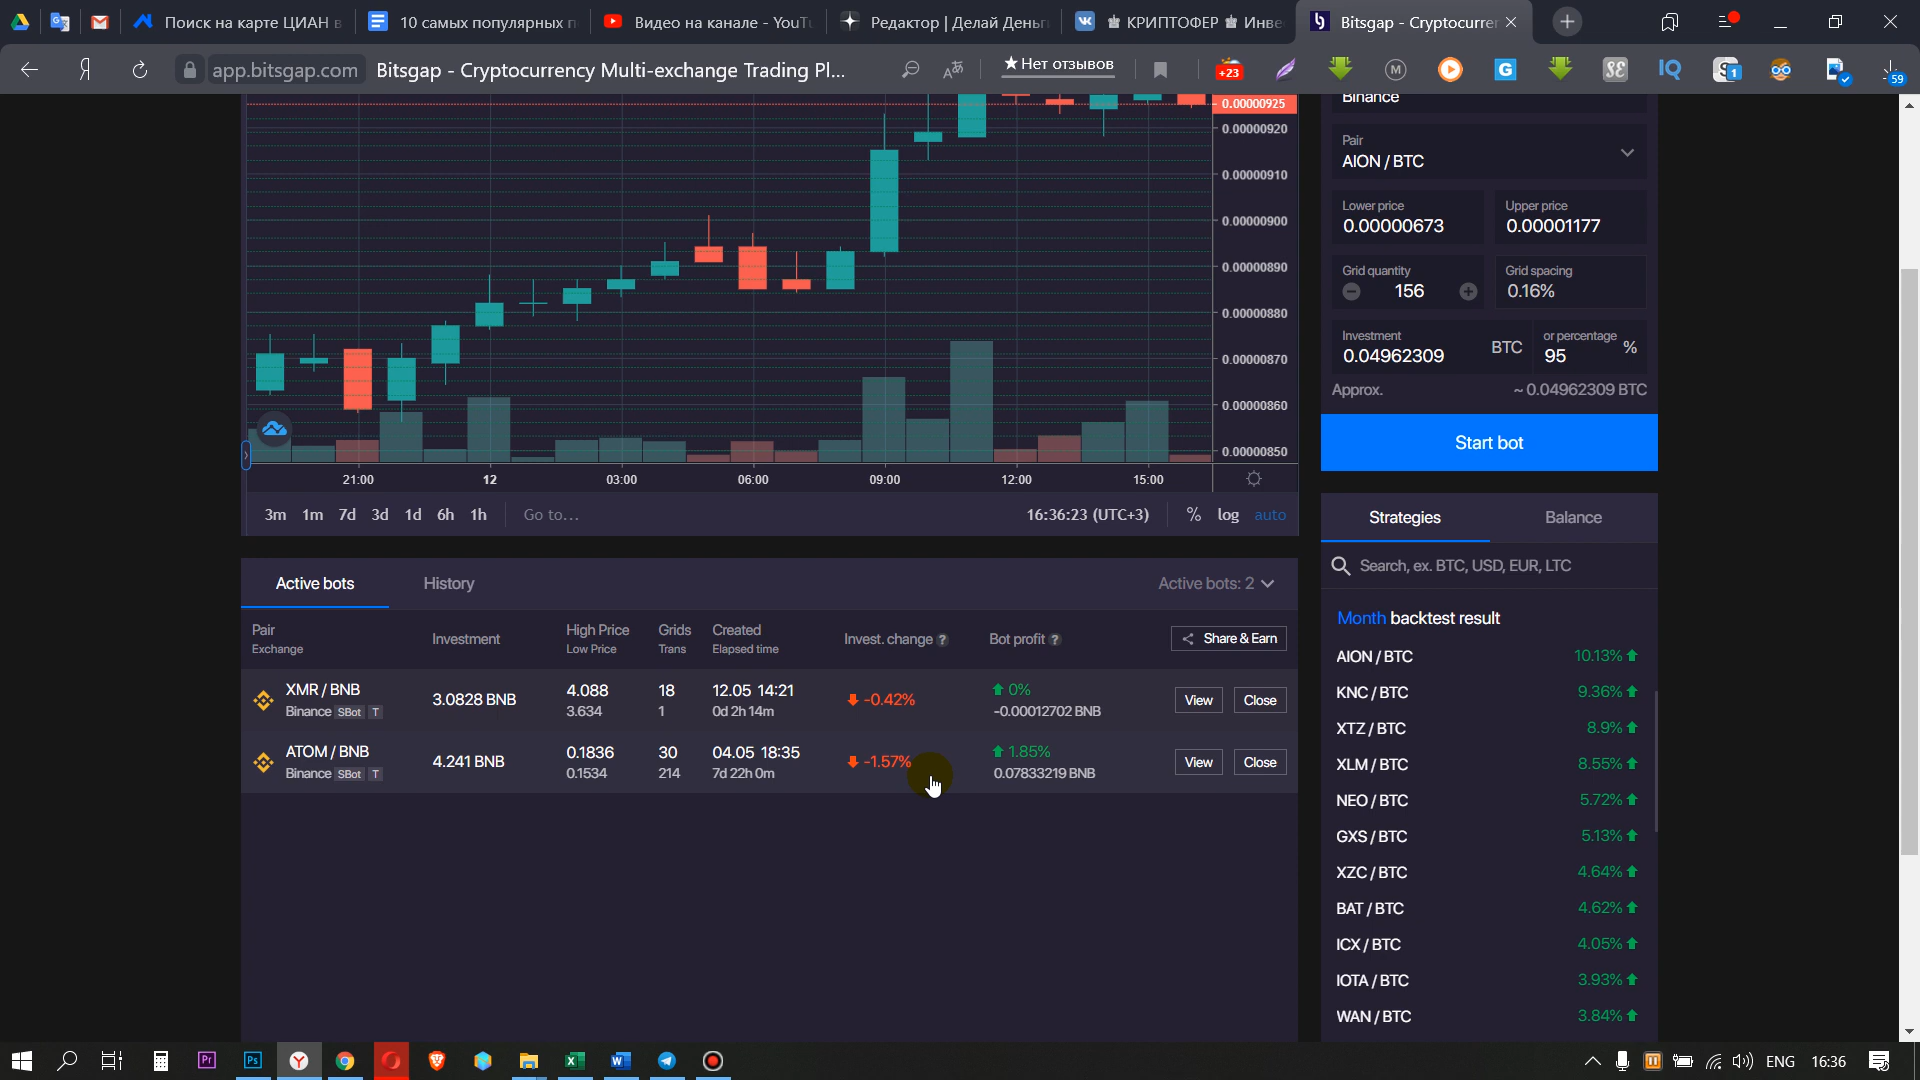 Поиск на карте ЦИАН в
10 самых популярных п
Видео на канале - YouTu
Редактор | Делай Деньг
КРИПТОФЕР Инве
Bitsgap - Cryptocurren
app.bitsgap.com Bitsgap - Cryptocurrency Multi-exchange Trading Pl...
★ Нет отзывов
+23
1
59
0.00000925
0.00000920
0.00000910
0.00000900
0.00000890
0.00000880
0.00000870
0.00000860
0.00000850
21:00 12 03:00 06:00 09:00 12:00 15:00
3m 1m 7d 3d 1d 6h 1h Go to... 16:36:23 (UTC+3) % log auto
Binance
Pair
AION / BTC
Lower price Upper price
0.00000673 0.00001177
Grid quantity Grid spacing
156 0.16%
Investment or percentage
0.04962309 BTC 95 %
Approx. ~ 0.04962309 BTC
Start bot
Active bots History Active bots: 2
Pair Investment High Price Grids Created Invest. change ? Bot profit ? Share & Earn
Exchange Low Price Trans Elapsed time
XMR / BNB 3.0828 BNB 4.088 18 12.05 14:21 -0.42% 0% View Close
Binance SBot T 3.634 1 0d 2h 14m -0.00012702 BNB
ATOM / BNB 4.241 BNB 0.1836 30 04.05 18:35 -1.57% 1.85% View Close
Binance SBot T 0.1534 214 7d 22h 0m 0.07833219 BNB
Strategies Balance
Search, ex. BTC, USD, EUR, LTC
Month backtest result
AION / BTC 10.13%
KNC / BTC 9.36%
XTZ / BTC 8.9%
XLM / BTC 8.55%
NEO / BTC 5.72%
GXS / BTC 5.13%
XZC / BTC 4.64%
BAT / BTC 4.62%
ICX / BTC 4.05%
IOTA / BTC 3.93%
WAN / BTC 3.84%
ENG 16:36